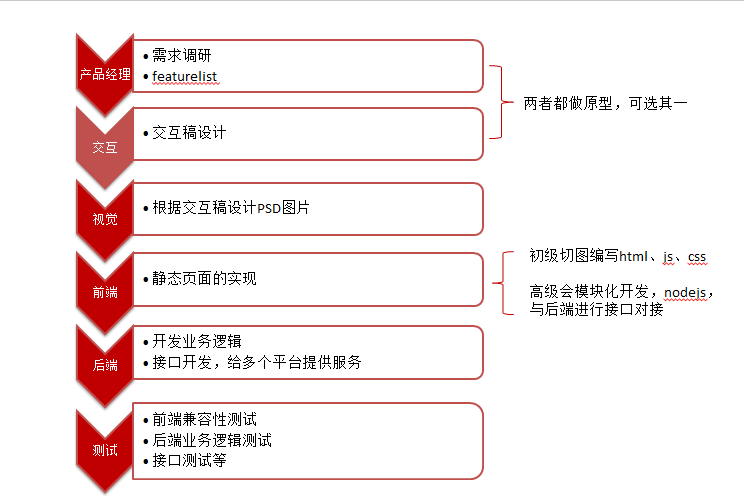 产品经理
• 需求调研
• featurelist
两者都做原型，可选其一
交互
• 交互稿设计
视觉
• 根据交互稿设计PSD图片
前端
• 静态页面的实现
初级切图编写html、js、css
高级会模块化开发，nodejs，
与后端进行接口对接
后端
• 开发业务逻辑
• 接口开发，给多个平台提供服务
测试
• 前端兼容性测试
• 后端业务逻辑测试
• 接口测试等